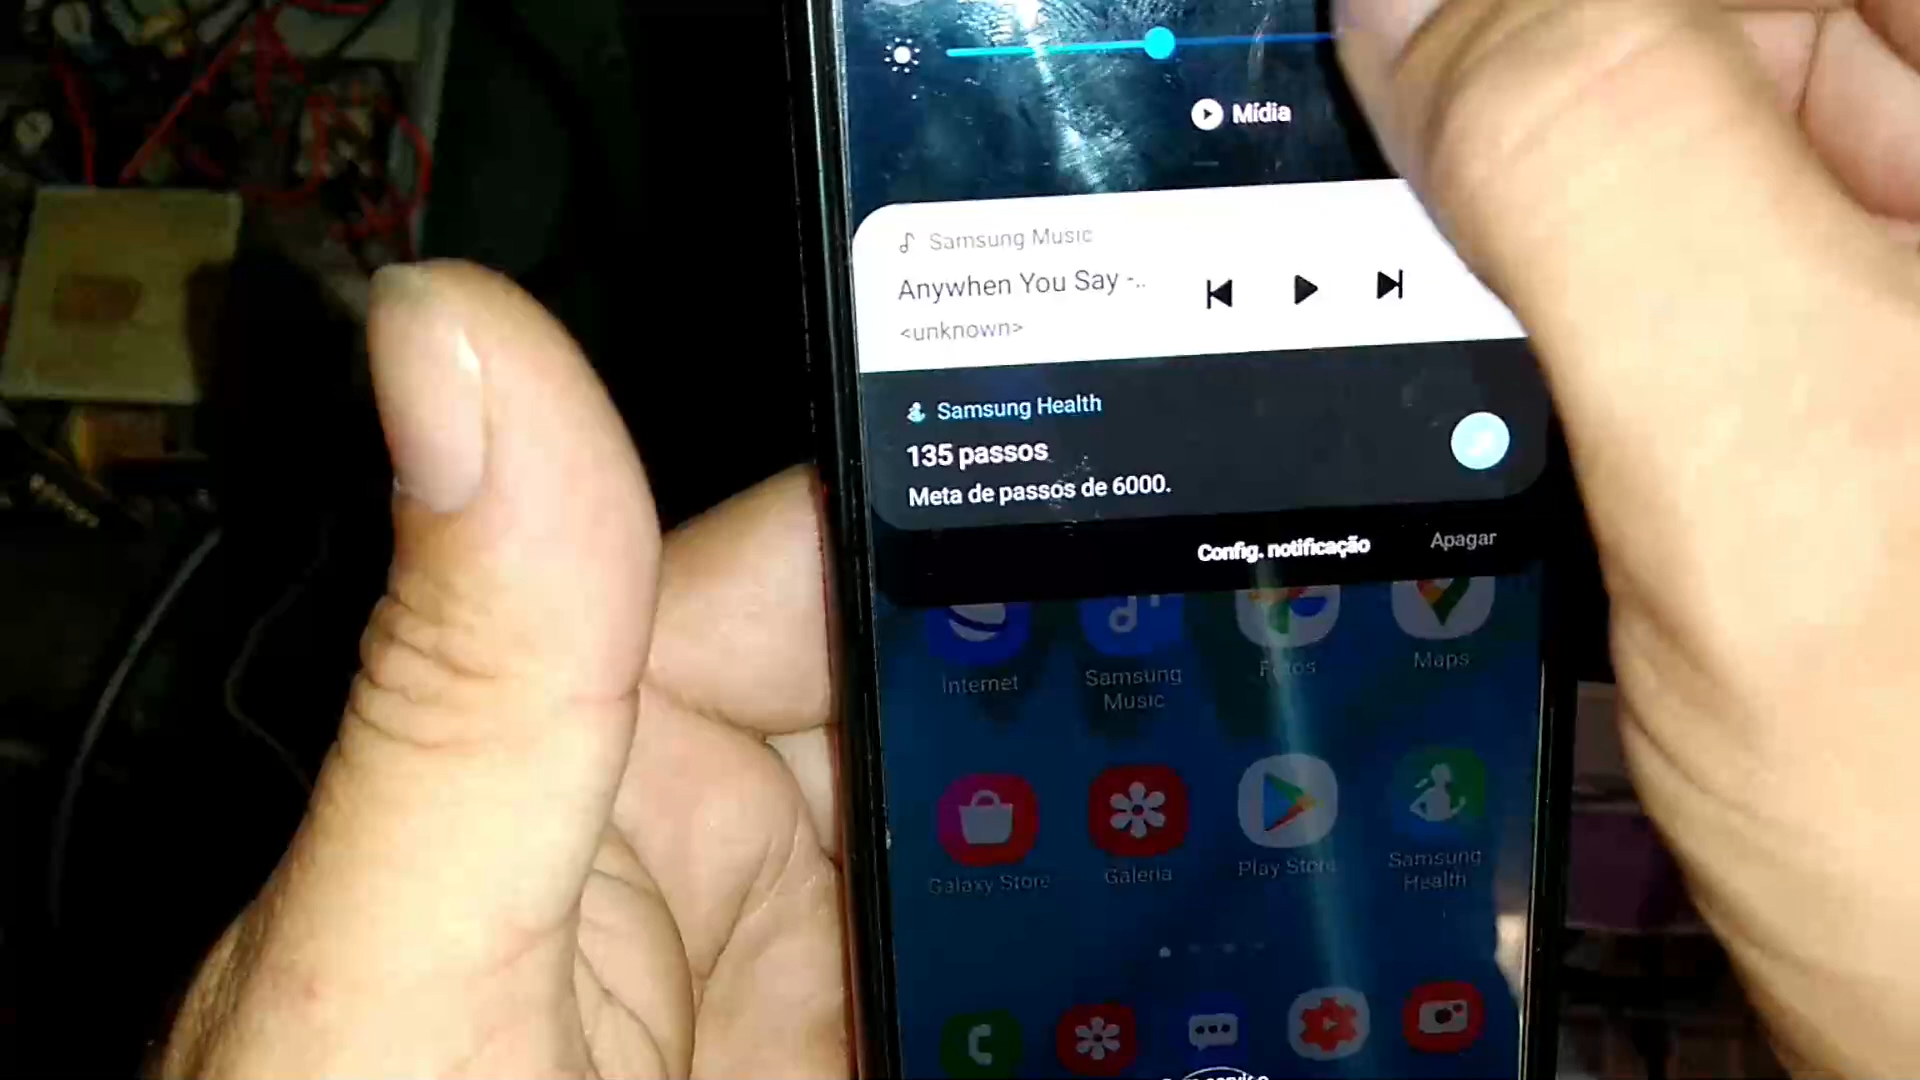 Mídia
Samsung Music
Anywhen You Say -..
<unknown>
Samsung Health
135 passos
Meta de passos de 6000.
Config. notificação
Apagar
Internet
Samsung
Music
Fotos
Maps
Galaxy Store
Galeria
Play Store
Samsung
Health